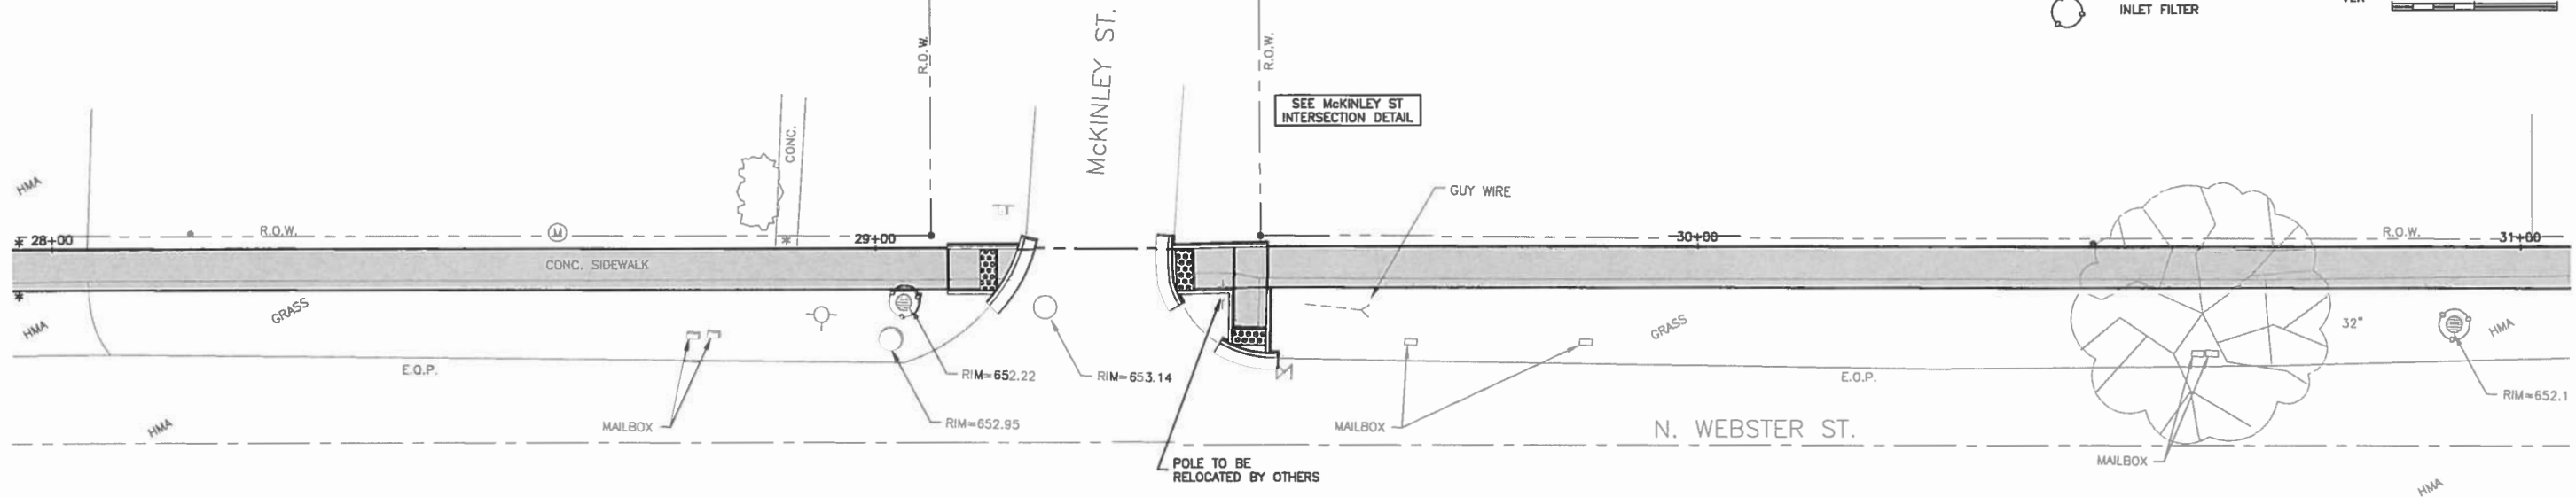 INLET FILTER
McKINLEY ST.
R.O.W.
R.O.W.
SEE McKINLEY ST
INTERSECTION DETAIL
CONC.
HMA
GUY WIRE
* 28+00
R.O.W.
M
*
29+00
30+00
R.O.W.
31+00
CONC. SIDEWALK
*
GRASS
HMA
GRASS
32"
HMA
E.O.P.
RIM=652.22
RIM=653.14
E.O.P.
RIM=652.1
MAILBOX
RIM=652.95
MAILBOX
N. WEBSTER ST.
HMA
MAILBOX
POLE TO BE
RELOCATED BY OTHERS
HMA